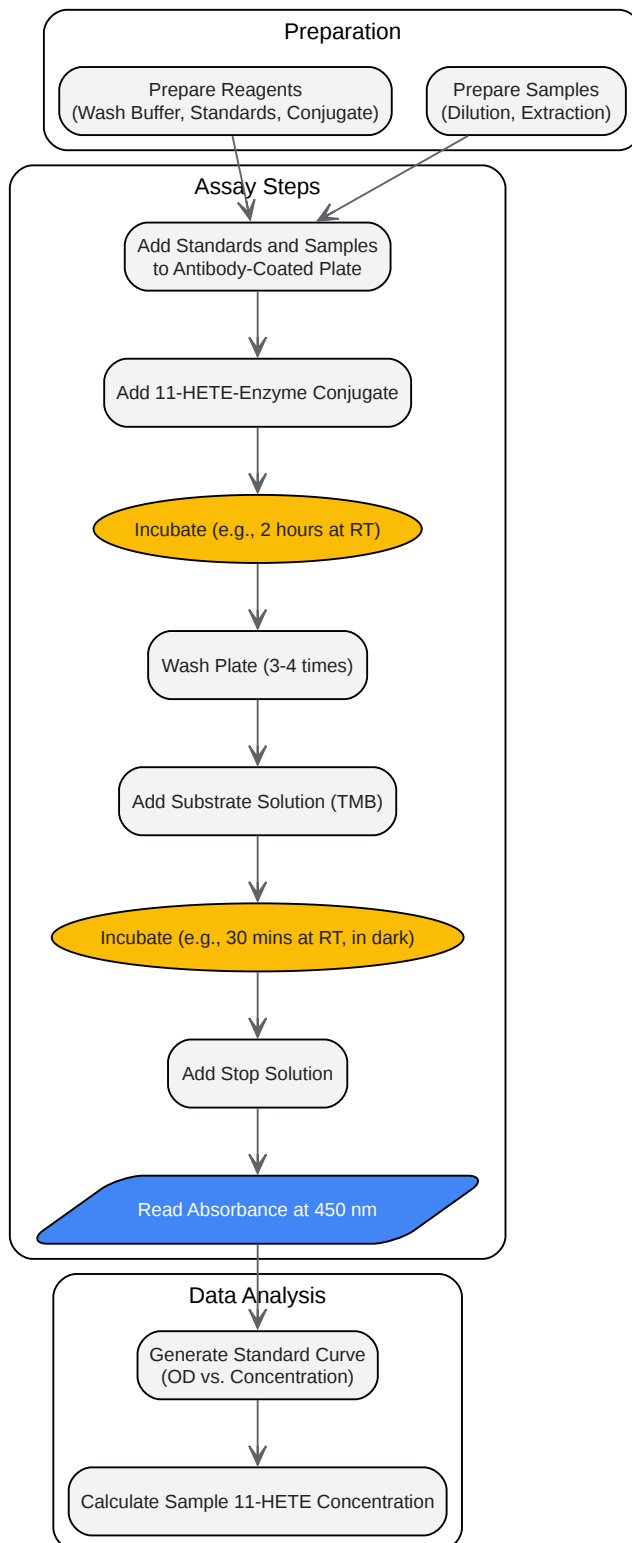 Preparation
Prepare Reagents
(Wash Buffer, Standards, Conjugate)
Prepare Samples
(Dilution, Extraction)
Assay Steps
Add Standards and Samples
to Antibody-Coated Plate
Add 11-HETE-Enzyme Conjugate
Incubate (e.g., 2 hours at RT)
Wash Plate (3-4 times)
Add Substrate Solution (TMB)
Incubate (e.g., 30 mins at RT, in dark)
Add Stop Solution
Read Absorbance at 450 nm
Data Analysis
Generate Standard Curve
(OD vs. Concentration)
Calculate Sample 11-HETE Concentration